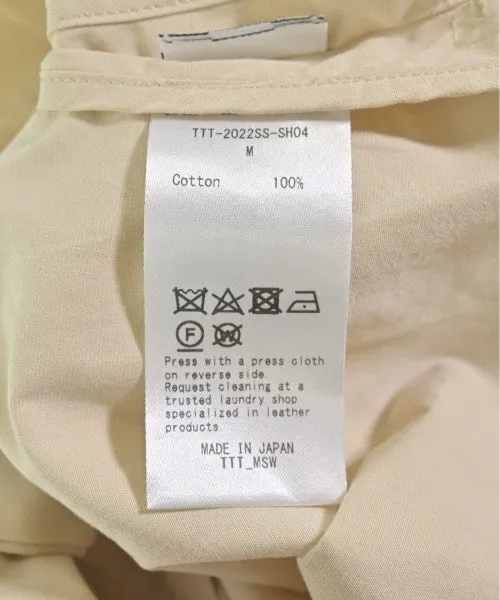 TTT-2022SS-SH04
M
Cotton 100%
F W
Press with a press cloth
on reverse side.
Request cleaning at a
trusted laundry shop
specialized in leather
products.
MADE IN JAPAN
TTT_MSW